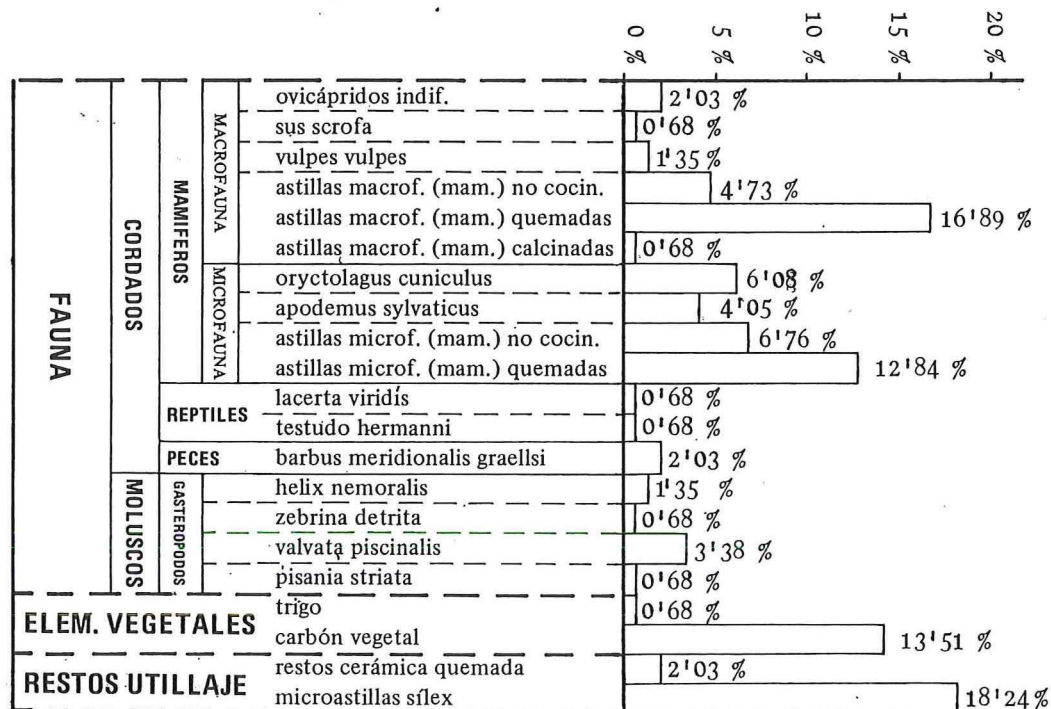 0 % 5 % 10 % 15 % 20 %
FAUNA
CORDADOS
MAMIFEROS
MACROFAUNA
ovicápridos indif. 2'03 %
sus scrofa 0'68 %
vulpes vulpes 1'35 %
astillas macrof. (mam.) no cocin. 4'73 %
astillas macrof. (mam.) quemadas 16'89 %
astillas macrof. (mam.) calcinadas 0'68 %
MICROFAUNA
oryctolagus cuniculus 6'08 %
apodemus sylvaticus 4'05 %
astillas microf. (mam.) no cocin. 6'76 %
astillas microf. (mam.) quemadas 12'84 %
REPTILES
lacerta viridís 0'68 %
testudo hermanni 0'68 %
PECES barbus meridionalis graellsi 2'03 %
MOLUSCOS
GASTEROPODOS
helix nemoralis 1'35 %
zebrina detrita 0'68 %
valvata piscinalis 3'38 %
pisania striata 0'68 %
ELEM. VEGETALES
trigo 0'68 %
carbón vegetal 13'51 %
RESTOS UTILLAJE
restos cerámica quemada 2'03 %
microastillas sílex 18'24 %